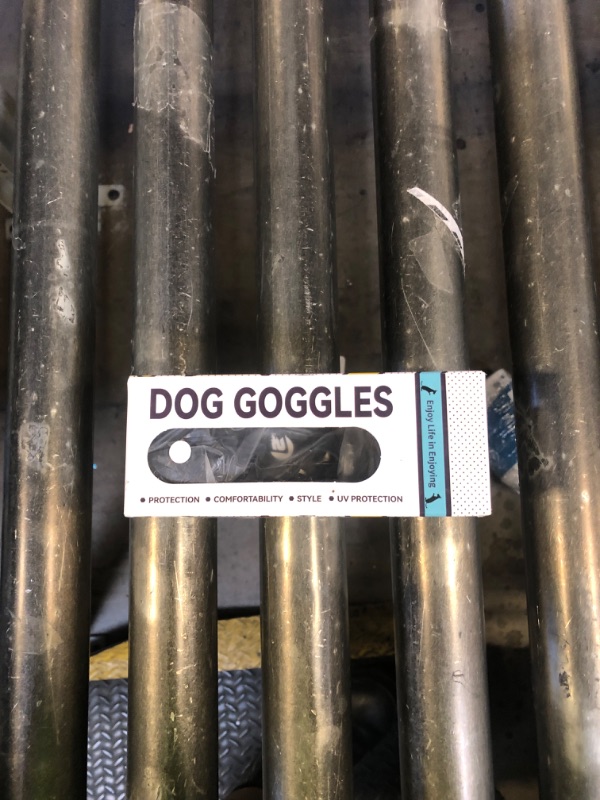 DOG GOGGLES
• PROTECTION • COMFORTABILITY • STYLE • UV PROTECTION
Enjoy Life in Enjoying